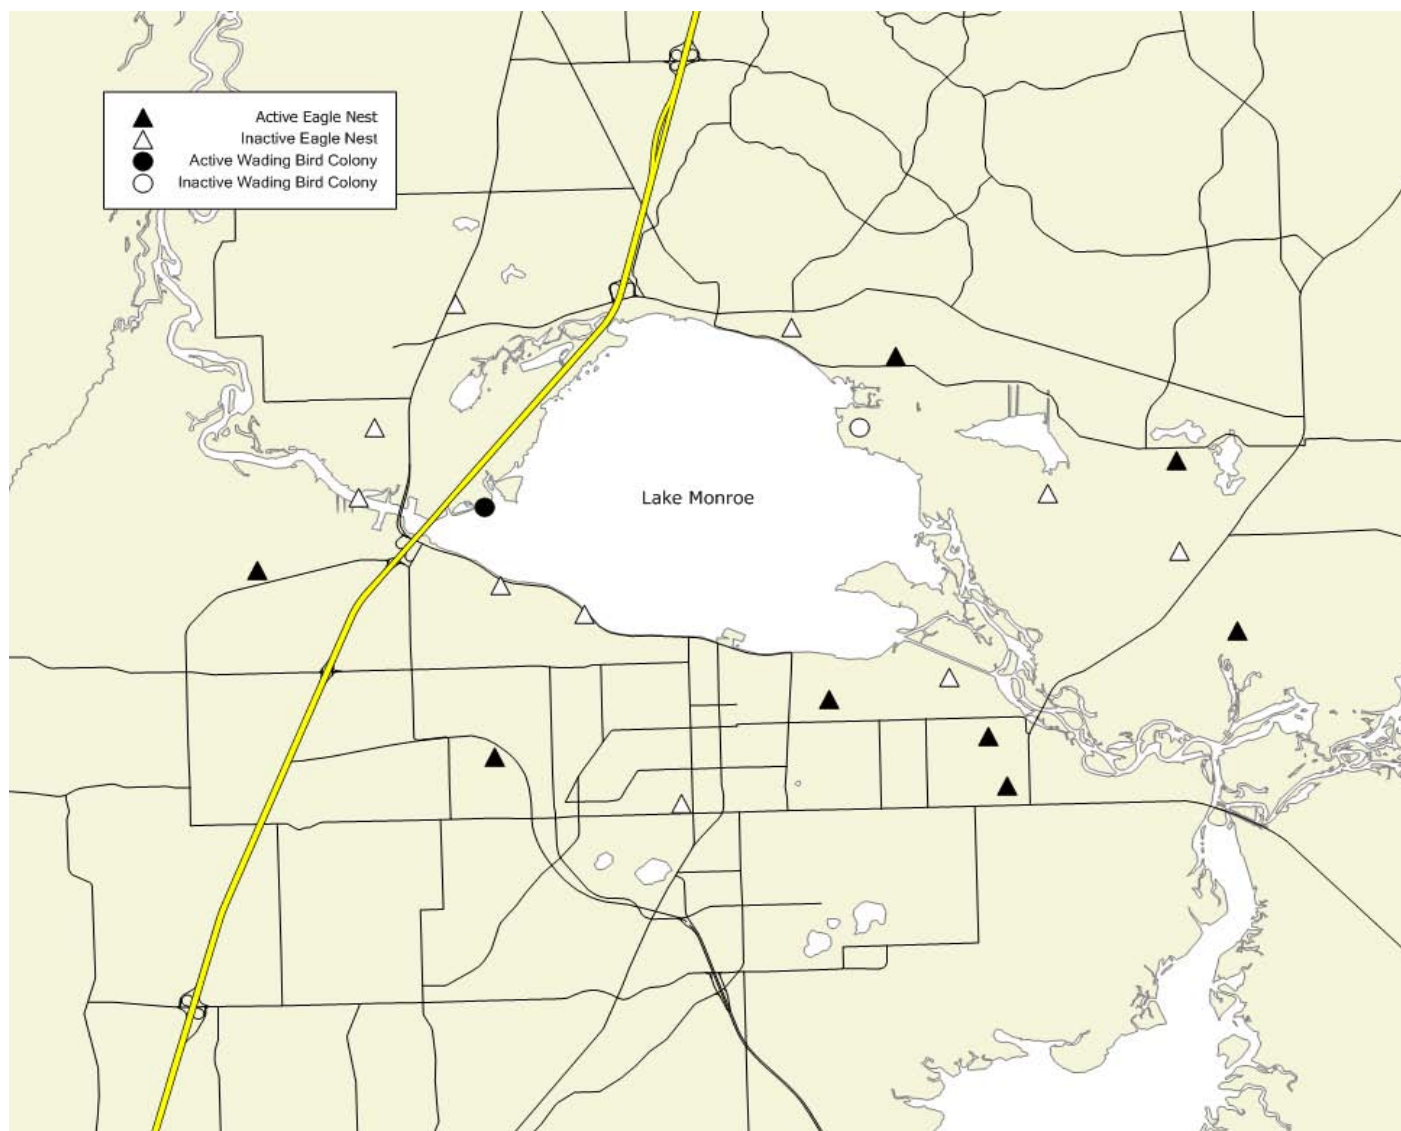 Active Eagle Nest
Inactive Eagle Nest
Active Wading Bird Colony
Inactive Wading Bird Colony
Lake Monroe